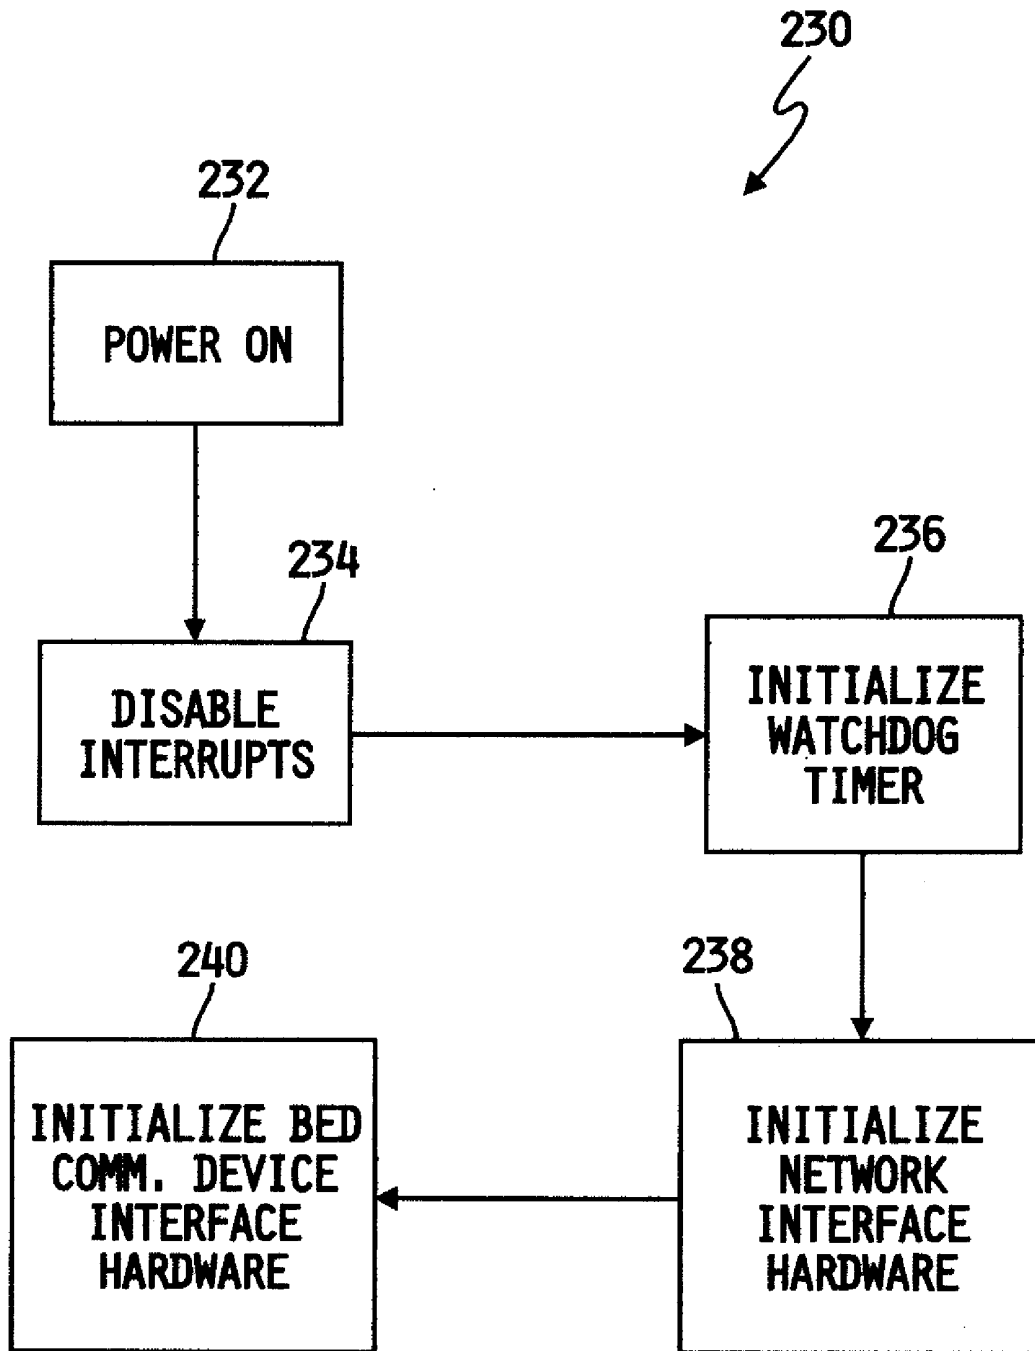 230
232
POWER ON
234
DISABLE
INTERRUPTS
236
INITIALIZE
WATCHDOG
TIMER
240
INITIALIZE BED
COMM. DEVICE
INTERFACE
HARDWARE
238
INITIALIZE
NETWORK
INTERFACE
HARDWARE